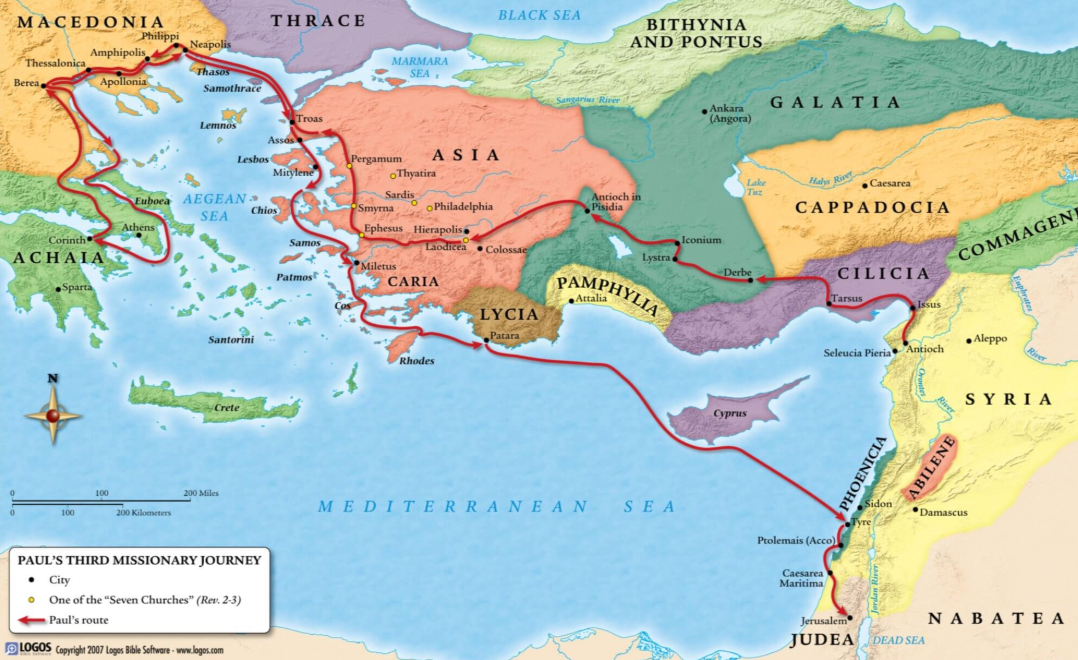 MACEDONIA
THRACE
BLACK SEA
BITHYNIA
AND PONTUS
Philippi
Neapolis
Amphipolis
Thessalonica
Berea
Apollonia
Thasos
Samothrace
MARMARA
SEA
Sangarius River
Ankara
(Angora)
GALATIA
Lemnos
Troas
Assos
ASIA
Lesbos
Mitylene
Pergamum
Thyatira
Lake
Tuz
Halys River
Caesarea
CAPPADOCIA
COMMAGENE
AEGEAN
SEA
Euboea
Chios
Sardis
Smyrna
Philadelphia
Antioch in
Pisidia
Athens
Corinth
ACHAIA
Samos
Ephesus
Hierapolis
Laodicea
Colossae
Iconium
Lystra
Derbe
CILICIA
Tarsus
Issus
Euphrates
River
Sparta
Patmos
Miletus
CARIA
Cos
PAMPHYLIA
Attalia
LYCIA
Patara
Santorini
Rhodes
Seleucia Pieria
Antioch
Aleppo
Orontes
River
SYRIA
N
Crete
Cyprus
0 100 200 Miles
0 100 200 Kilometers
MEDITERRANEAN SEA
PHOENICIA
ABILENE
Sidon
Damascus
Tyre
Ptolemais (Acco)
Caesarea
Maritima
Jordan River
Jerusalem
JUDEA
DEAD SEA
NABATEA
PAUL'S THIRD MISSIONARY JOURNEY
City
One of the "Seven Churches" (Rev. 2-3)
Paul's route
LOGOS Copyright 2007 Logos Bible Software - www.logos.com